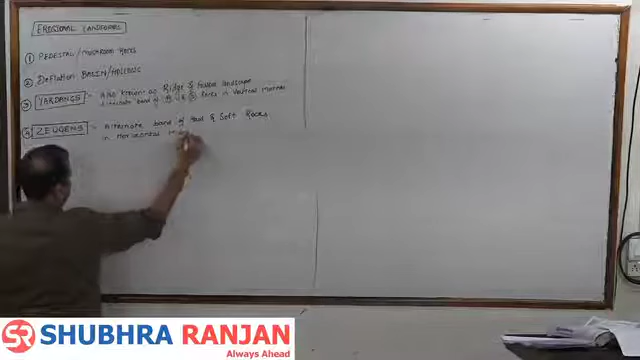 EROSIONAL LANDFORMS
① PEDESTAL/MUSHROOM ROCKS
② Deflation BASIN/HOLLOWS
③ YARDANGS - Also known as Ridge & Furrow landscape
Alternate band of H & S Rocks in Vertical manner
④ ZEUGENS - Alternate band of Hard & Soft Rocks
in Horizontal
SR SHUBHRA RANJAN
Always Ahead